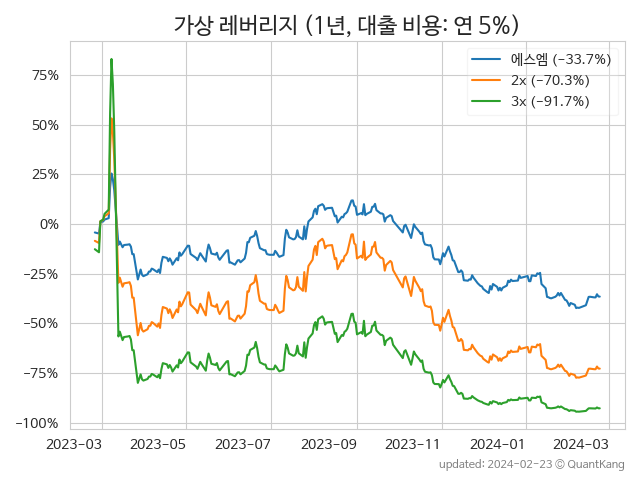 가상 레버리지 (1년, 대출 비용: 연 5%)
에스엠 (−33.7%)
2x (−70.3%)
3x (−91.7%)
75%
50%
25%
0%
−25%
−50%
−75%
−100%
2023-03 2023-05 2023-07 2023-09 2023-11 2024-01 2024-03
updated: 2024-02-23 © QuantKang